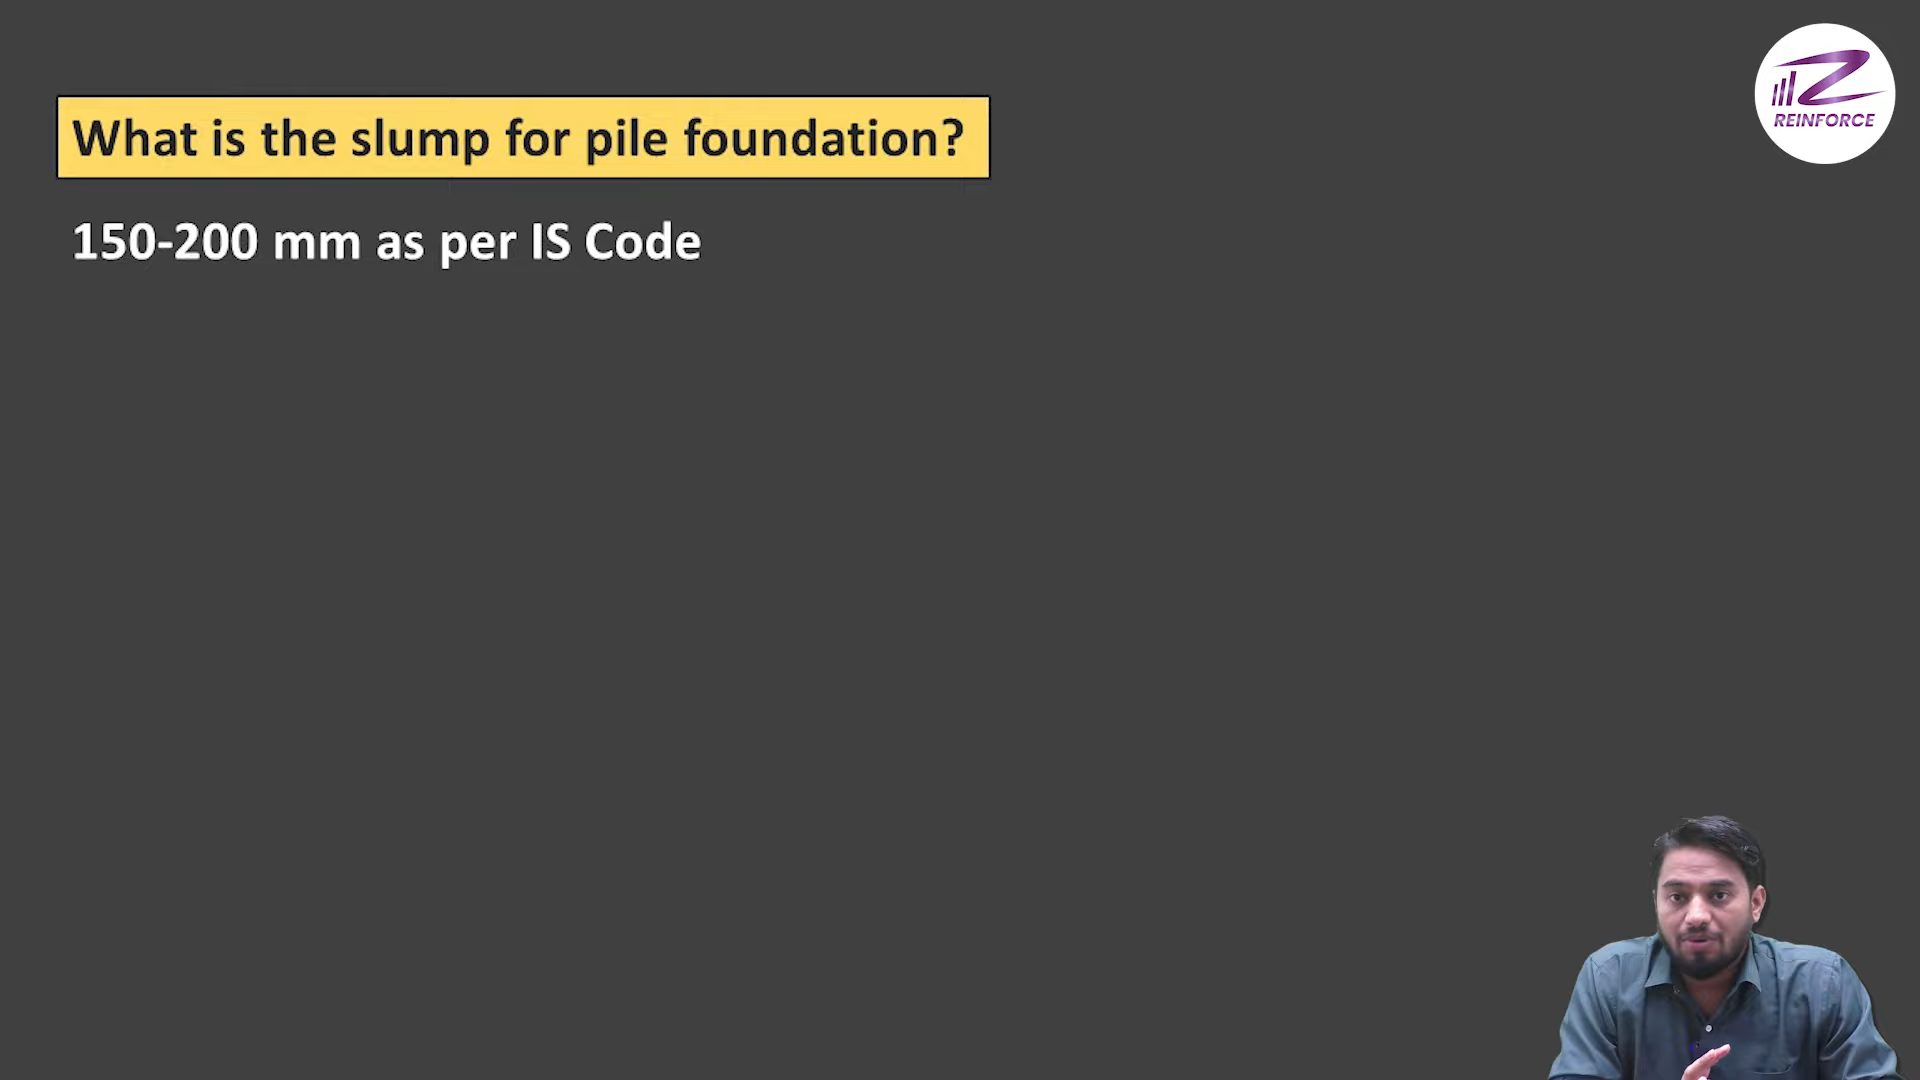 What is the slump for pile foundation?
150-200 mm as per IS Code
REINFORCE